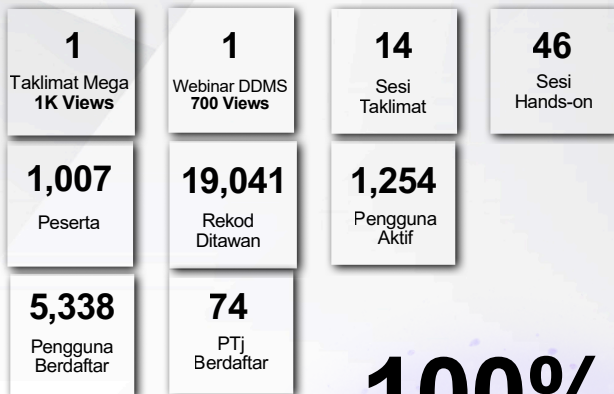 1
Taklimat Mega
1K Views
1
Webinar DDMS
700 Views
14
Sesi
Taklimat
46
Sesi
Hands-on
1,007
Peserta
19,041
Rekod
Ditawan
1,254
Pengguna
Aktif
5,338
Pengguna
Berdaftar
74
PTj
Berdaftar
100%